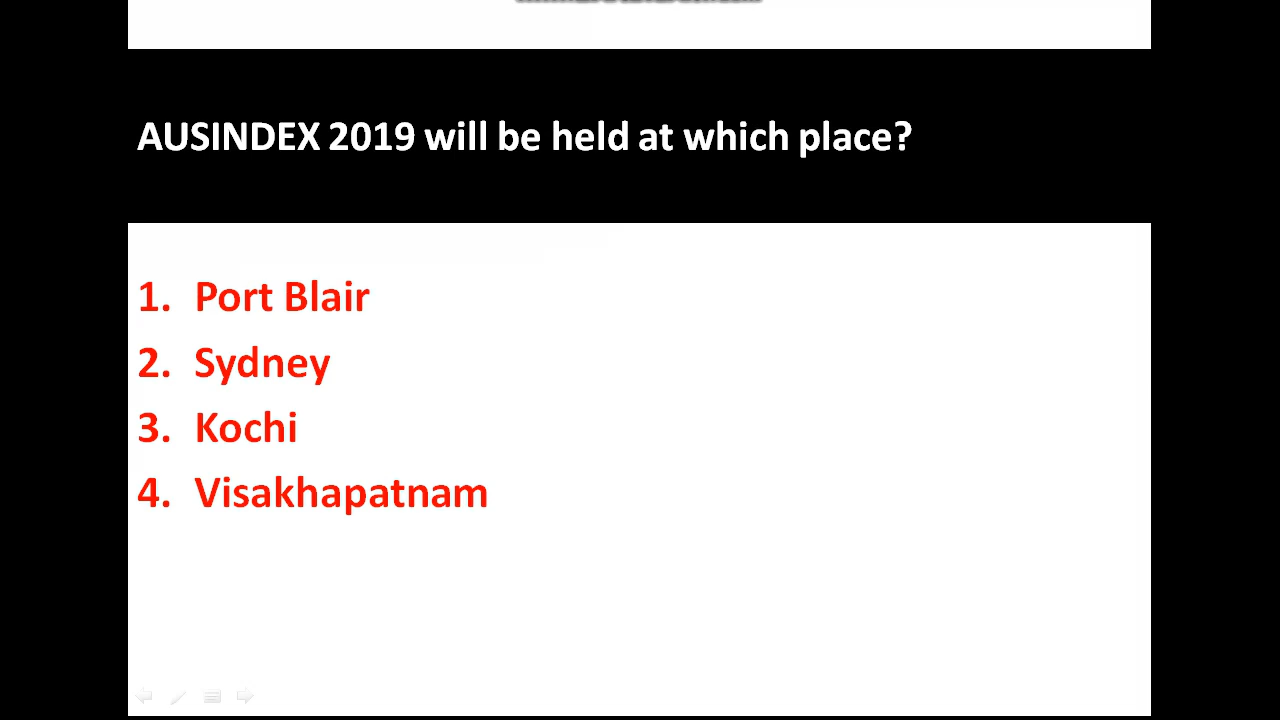 AUSINDEX 2019 will be held at which place?
1. Port Blair
2. Sydney
3. Kochi
4. Visakhapatnam